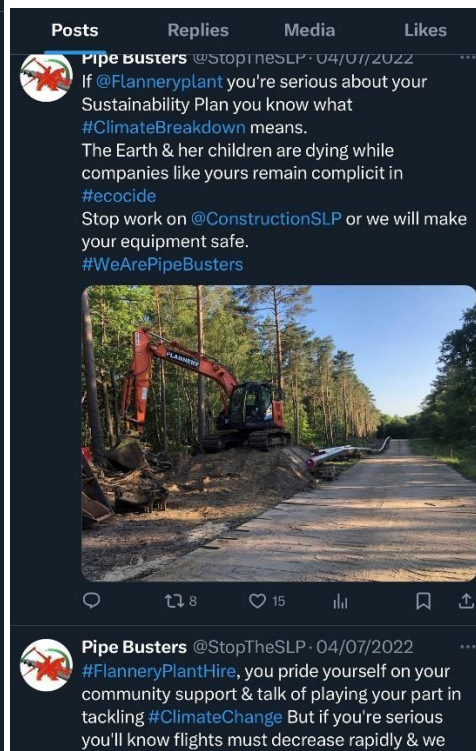 Posts Replies Media Likes
Pipe Busters @StopTheSLP · 04/07/2022 ...
If @Flanneryplant you're serious about your
Sustainability Plan you know what
#ClimateBreakdown means.
The Earth & her children are dying while
companies like yours remain complicit in
#ecocide
Stop work on @ConstructionSLP or we will make
your equipment safe.
#WeArePipeBusters
FLANNERY
8 15
Pipe Busters @StopTheSLP · 04/07/2022 ...
#FlanneryPlantHire, you pride yourself on your
community support & talk of playing your part in
tackling #ClimateChange But if you're serious
you'll know flights must decrease rapidly & we